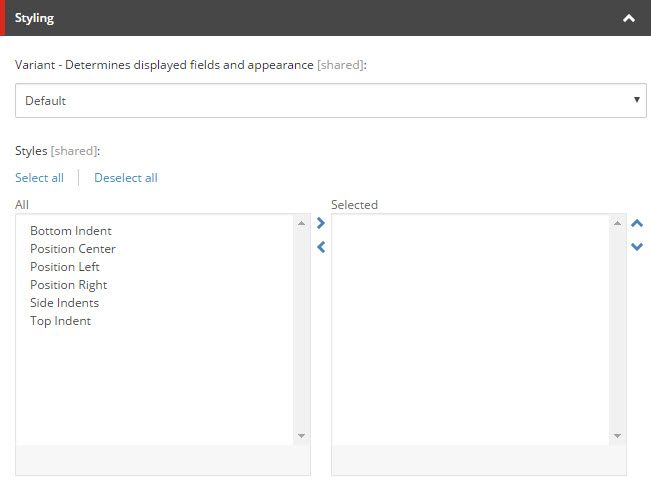 Styling
Variant - Determines displayed fields and appearance [shared]:
Default
Styles [shared]:
Select all
Deselect all
All
Selected
Bottom Indent
Position Center
Position Left
Position Right
Side Indents
Top Indent